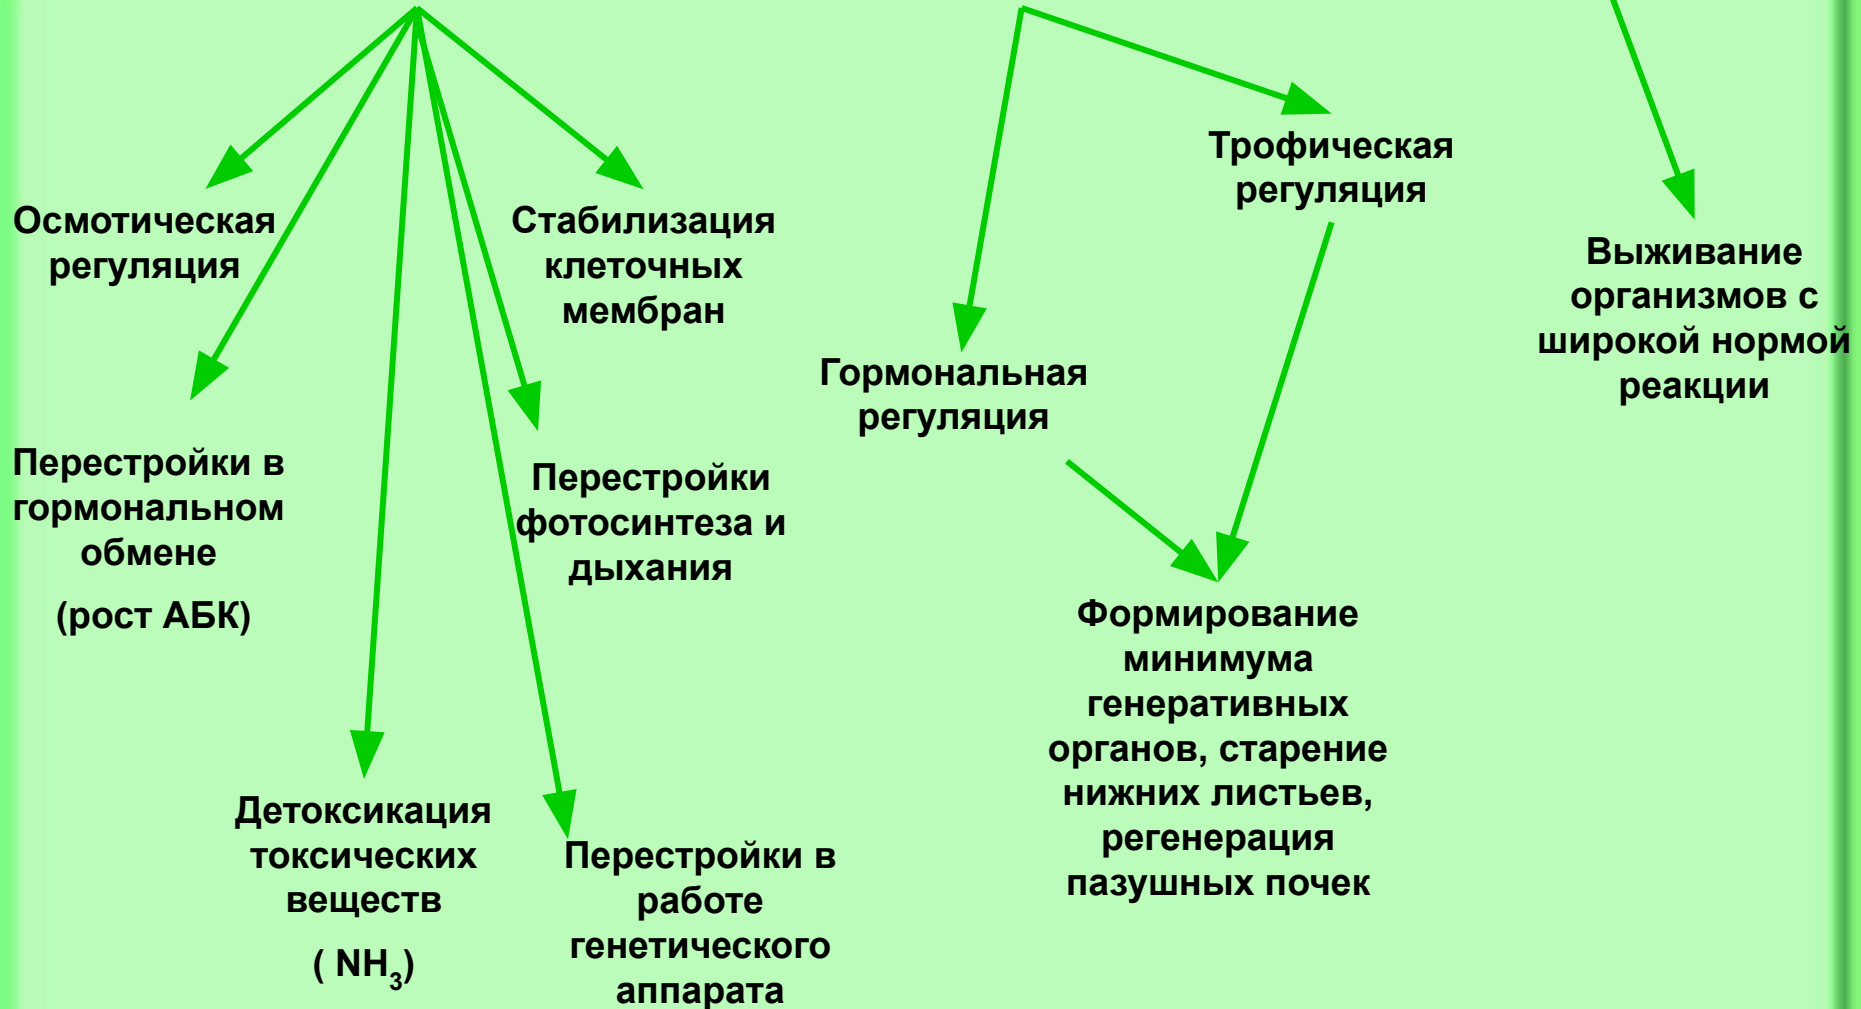 Осмотическая
регуляция
Стабилизация
клеточных
мембран
Перестройки в
гормональном
обмене
(рост АБК)
Перестройки
фотосинтеза и
дыхания
Детоксикация
токсических
веществ
( NH₃)
Перестройки в
работе
генетического
аппарата
Трофическая
регуляция
Гормональная
регуляция
Формирование
минимума
генеративных
органов, старение
нижних листьев,
регенерация
пазушных почек
Выживание
организмов с
широкой нормой
реакции